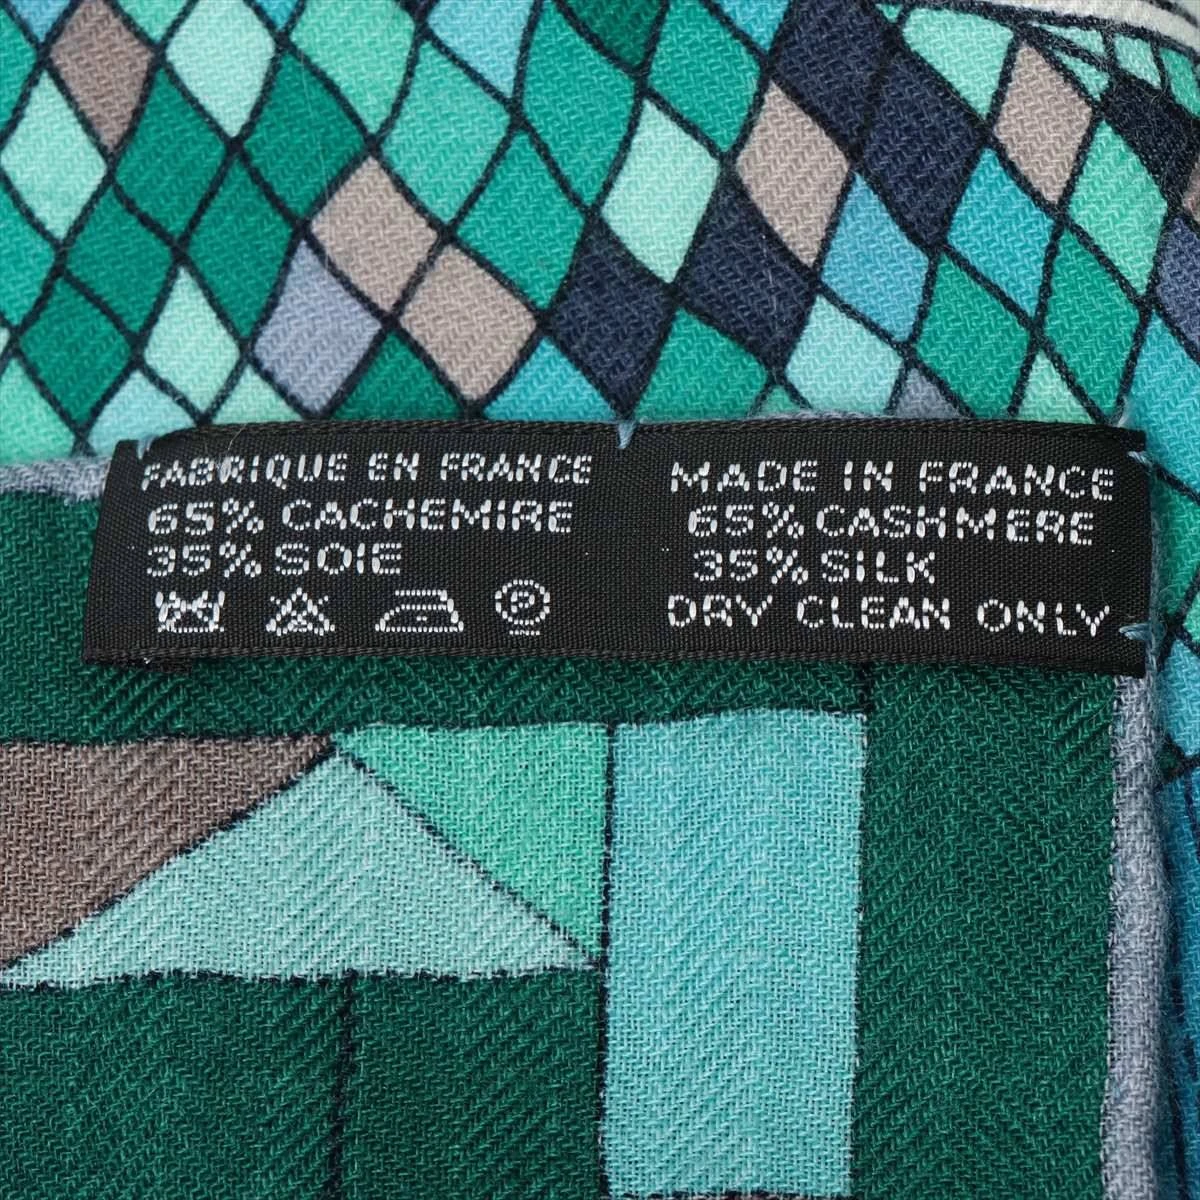 FABRIQUE EN FRANCE
65% CACHEMIRE
35% SOIE
P
MADE IN FRANCE
65% CASHMERE
35% SILK
DRY CLEAN ONLY